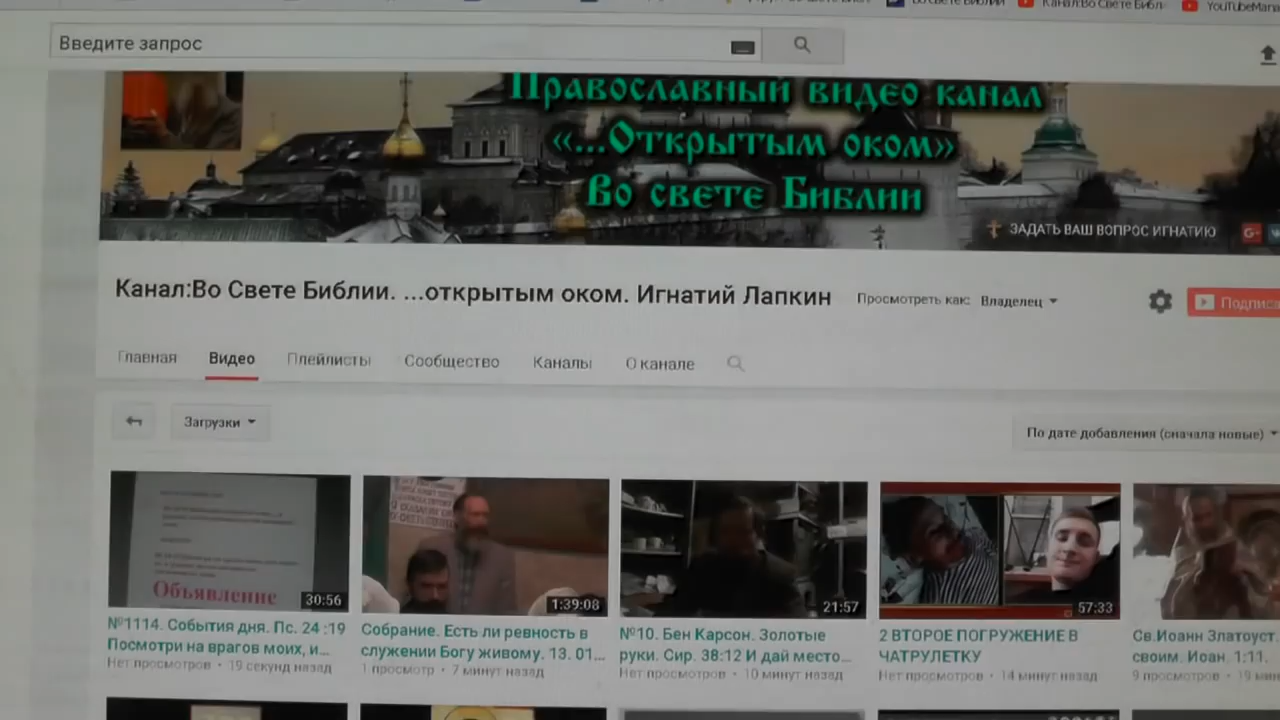 Введите запрос
Православный видео канал
«...Открытым оком»
Во свете Библии
ЗАДАТЬ ВАШ ВОПРОС ИГНАТИЮ
Канал:Во Свете Библии. ...открытым оком. Игнатий Лапкин
Просмотреть как: Владелец
Главная Видео Плейлисты Сообщество Каналы О канале
Загрузки
По дате добавления (сначала новые)
Объявление
30:56
1:39:08
21:57
57:33
№1114. События дня. Пс. 24 :19
Посмотри на врагов моих, и...
Нет просмотров • 19 секунд назад
Собрание. Есть ли ревность в
служении Богу живому. 13. 01...
1 просмотр • 7 минут назад
№10. Бен Карсон. Золотые
руки. Сир. 38:12 И дай место...
Нет просмотров • 10 минут назад
2 ВТОРОЕ ПОГРУЖЕНИЕ В
ЧАТРУЛЕТКУ
Нет просмотров • 14 минут назад
Св.Иоанн Златоуст.
своим. Иоан. 1:11.
9 просмотров • 19